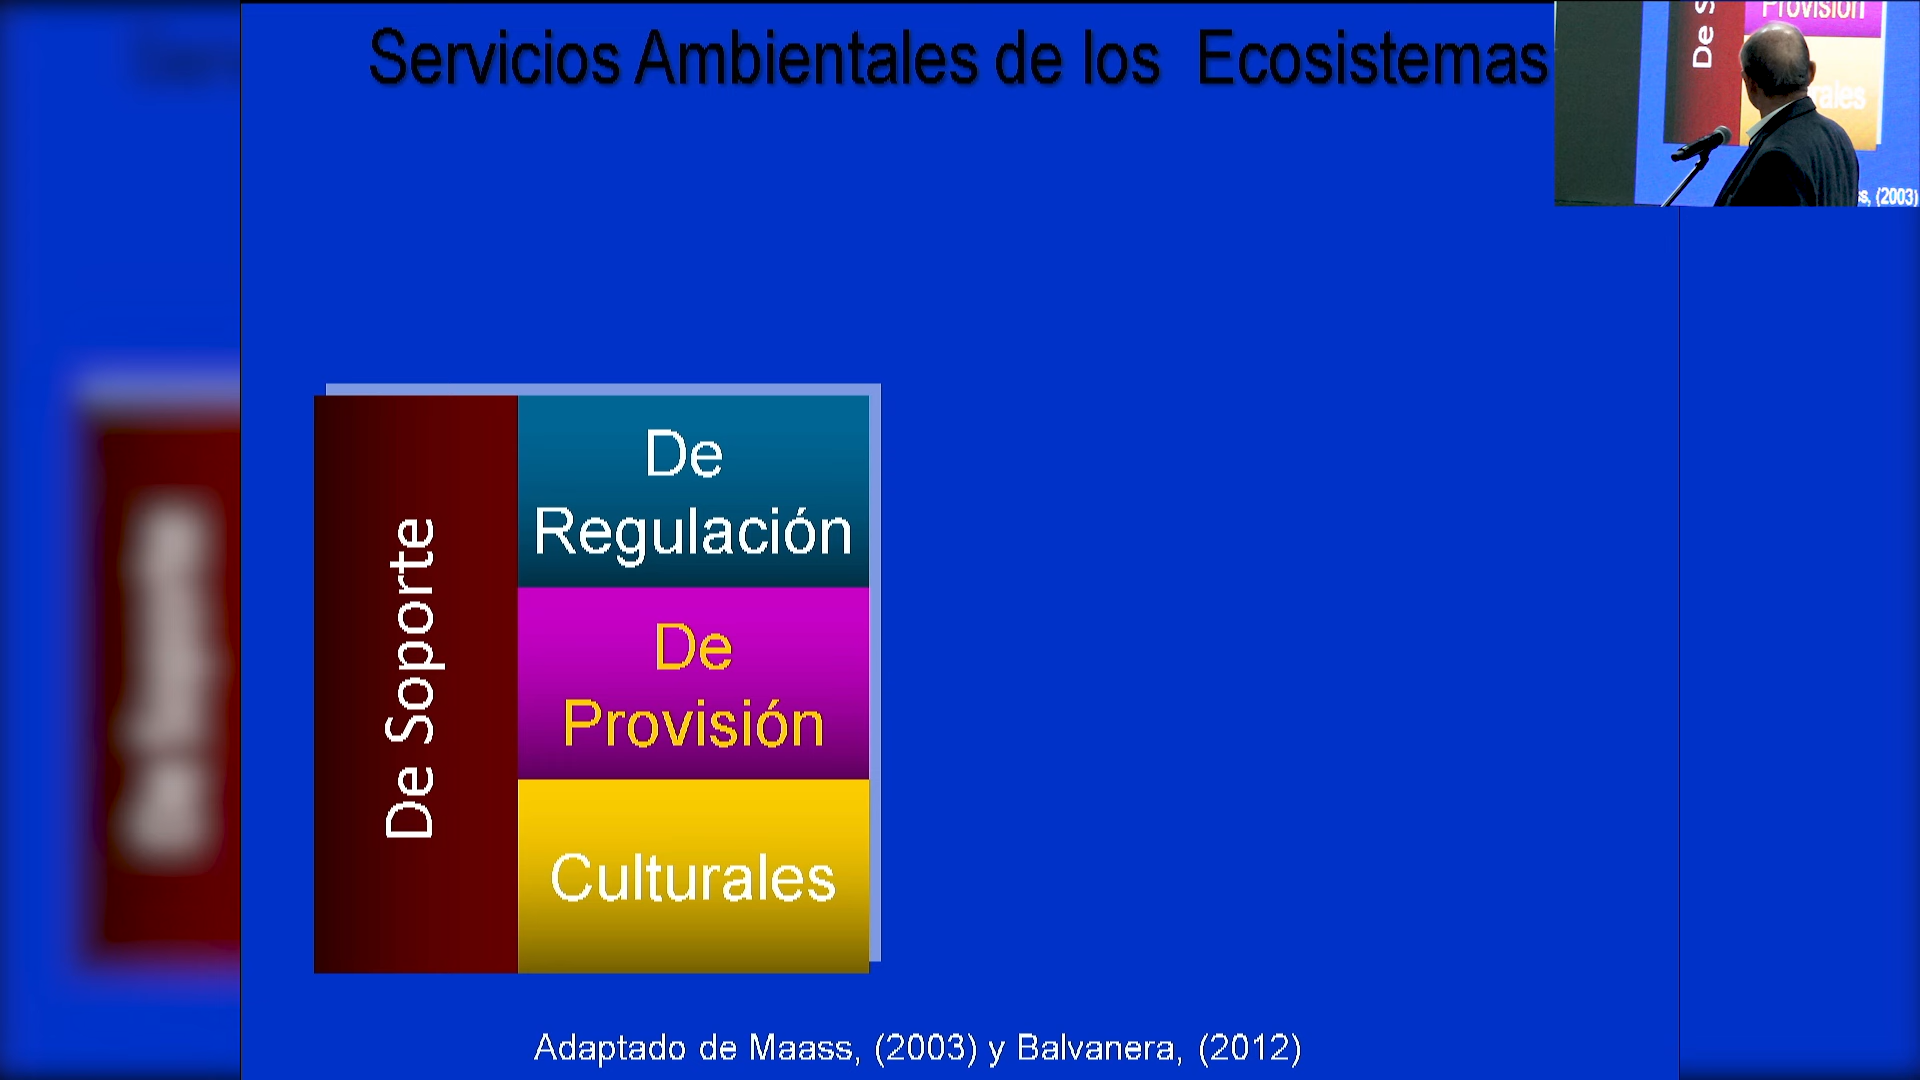 Servicios Ambientales de los Ecosistemas
De Soporte
De
Regulación
De
Provisión
Culturales
Adaptado de Maass, (2003) y Balvanera, (2012)
De S
Provisión
rales
s, (2003)